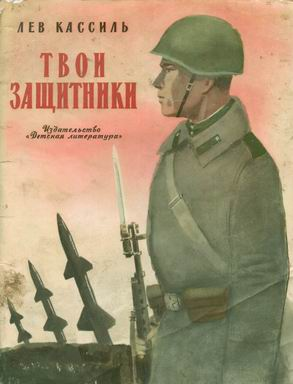 ЛЕВ КАССИЛЬ
ТВОИ
ЗАЩИТНИКИ
Издательство
«Детская литература»